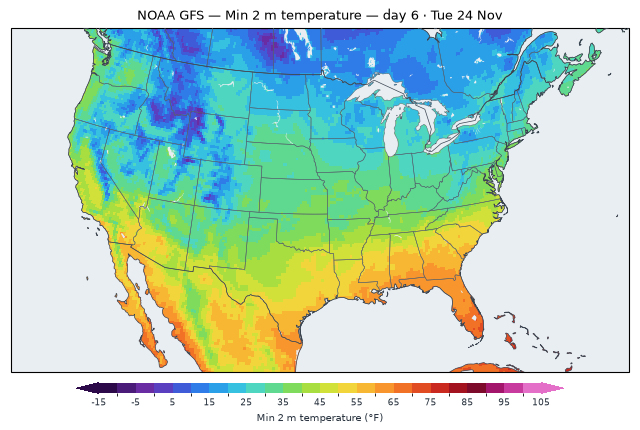 NOAA GFS — Min 2 m temperature — day 6 · Tue 24 Nov
-15 -5 5 15 25 35 45 55 65 75 85 95 105
Min 2 m temperature (°F)